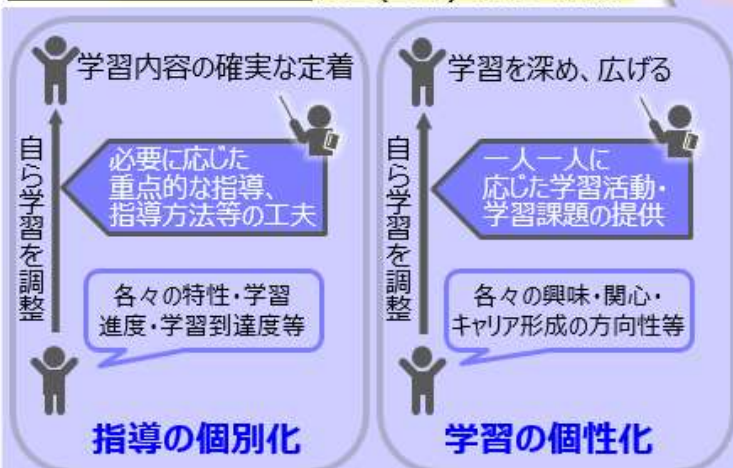 学習内容の確実な定着
必要に応じた
重点的な指導、
指導方法等の工夫
自ら学習を調整
各々の特性・学習
進度・学習到達度等
指導の個別化
学習を深め、広げる
一人一人に
応じた学習活動・
学習課題の提供
自ら学習を調整
各々の興味・関心・
キャリア形成の方向性等
学習の個性化